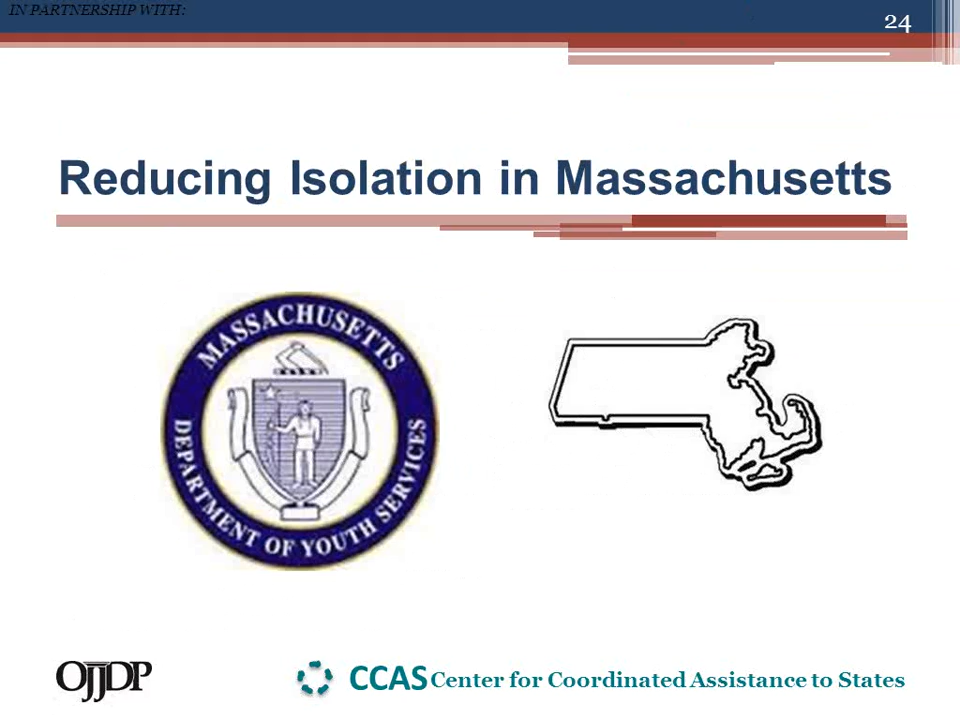 IN PARTNERSHIP WITH:
24
Reducing Isolation in Massachusetts
MASSACHUSETTS
DEPARTMENT OF YOUTH SERVICES
OJJDP
CCAS Center for Coordinated Assistance to States